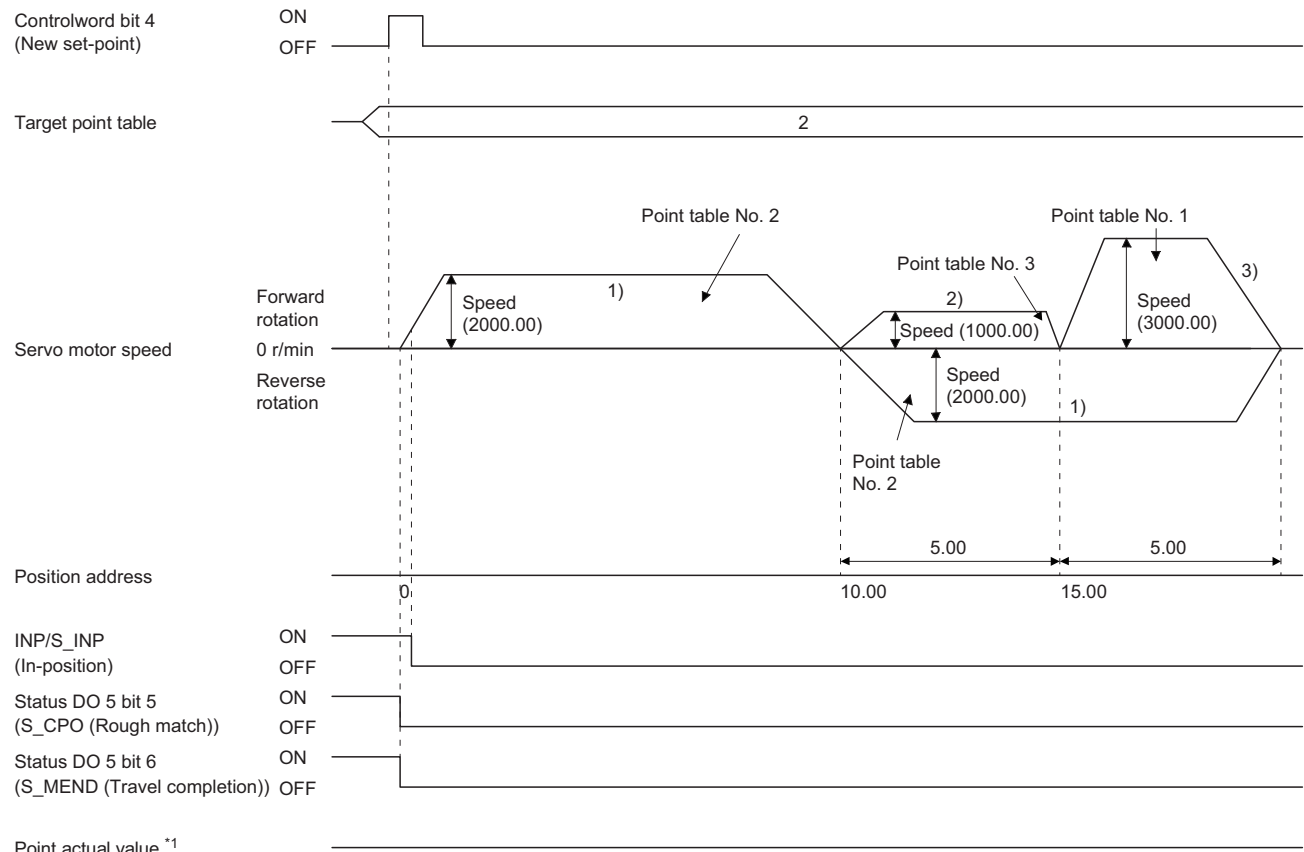 Controlword bit 4
(New set-point)
ON
OFF
Target point table
2
Point table No. 2
Point table No. 1
Point table No. 3
1)
2)
3)
Forward
rotation
Speed
(2000.00)
Speed (1000.00)
Speed
(3000.00)
Servo motor speed
0 r/min
Reverse
rotation
Speed
(2000.00)
1)
Point table
No. 2
5.00
5.00
Position address
0
10.00
15.00
INP/S_INP
(In-position)
ON
OFF
Status DO 5 bit 5
(S_CPO (Rough match))
ON
OFF
Status DO 5 bit 6
(S_MEND (Travel completion))
ON
OFF
Point actual value *1